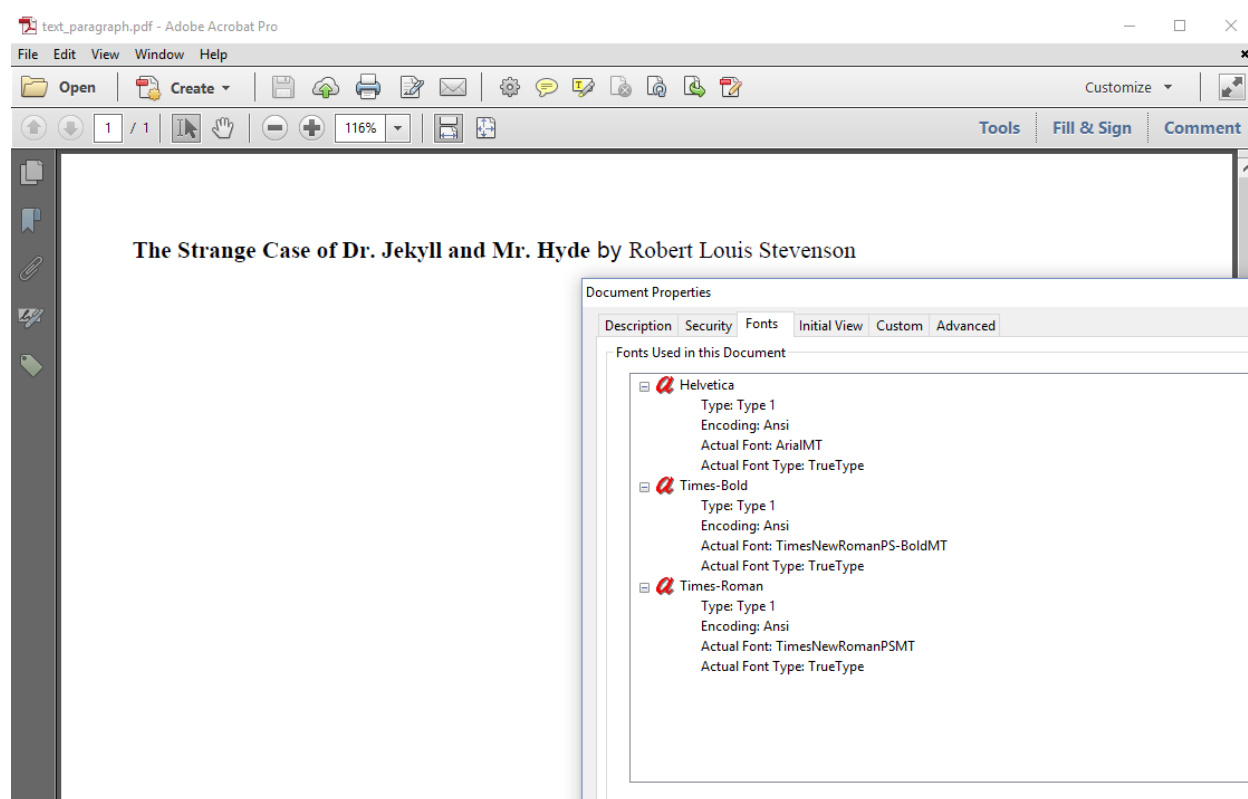 text_paragraph.pdf - Adobe Acrobat Pro
File Edit View Window Help
Open Create Customize
1 / 1 116% Tools Fill & Sign Comment
The Strange Case of Dr. Jekyll and Mr. Hyde by Robert Louis Stevenson
Document Properties
Description Security Fonts Initial View Custom Advanced
Fonts Used in this Document
Helvetica
Type: Type 1
Encoding: Ansi
Actual Font: ArialMT
Actual Font Type: TrueType
Times-Bold
Type: Type 1
Encoding: Ansi
Actual Font: TimesNewRomanPS-BoldMT
Actual Font Type: TrueType
Times-Roman
Type: Type 1
Encoding: Ansi
Actual Font: TimesNewRomanPSMT
Actual Font Type: TrueType